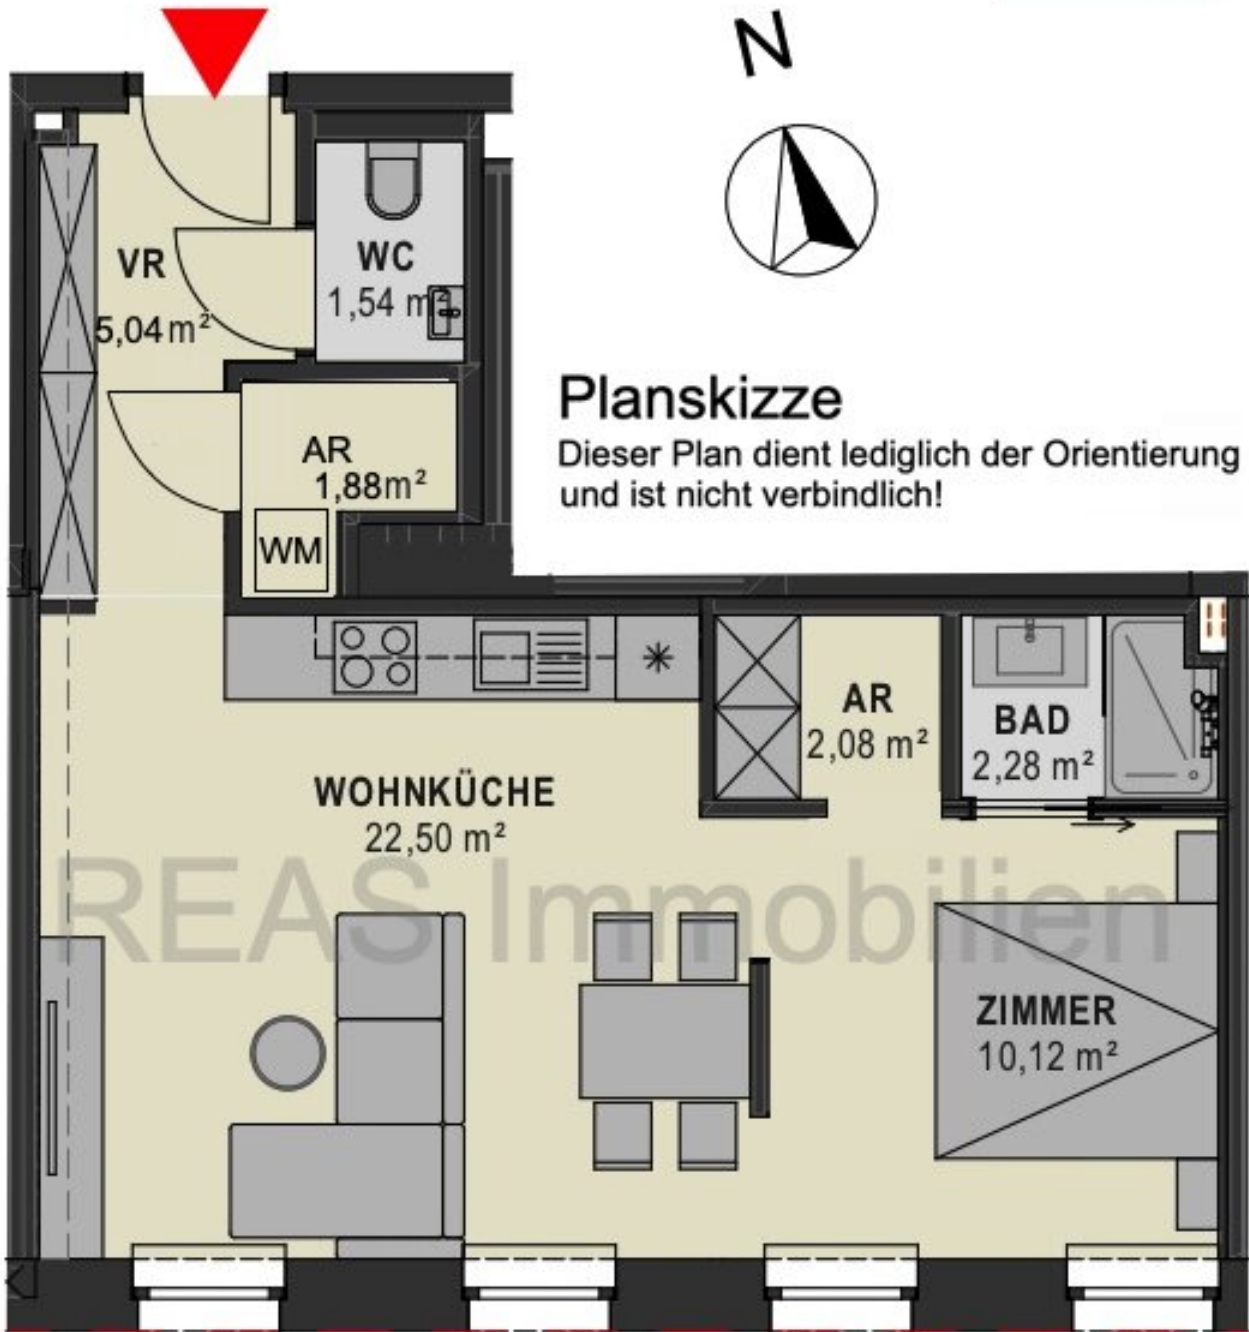 N
VR
5,04 m²
WC
1,54 m²
Planskizze
Dieser Plan dient lediglich der Orientierung
und ist nicht verbindlich!
AR
1,88m²
WM
AR
2,08 m²
BAD
2,28 m²
WOHNKÜCHE
22,50 m²
REAS Immobilien
ZIMMER
10,12 m²